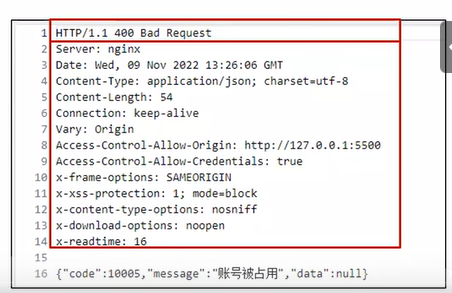 1 HTTP/1.1 400 Bad Request
2 Server: nginx
3 Date: Wed, 09 Nov 2022 13:26:06 GMT
4 Content-Type: application/json; charset=utf-8
5 Content-Length: 54
6 Connection: keep-alive
7 Vary: Origin
8 Access-Control-Allow-Origin: http://127.0.0.1:5500
9 Access-Control-Allow-Credentials: true
10 x-frame-options: SAMEORIGIN
11 x-xss-protection: 1; mode=block
12 x-content-type-options: nosniff
13 x-download-options: noopen
14 x-readtime: 16
15
16 {"code":10005,"message":"账号被占用","data":null}